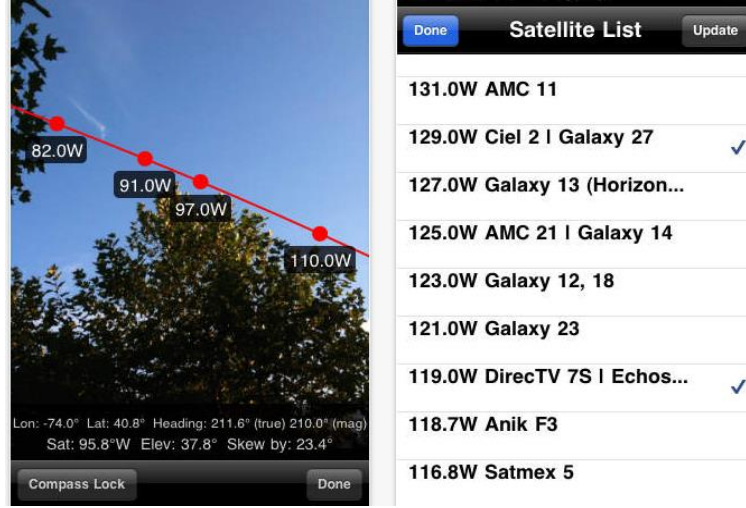 82.0W
91.0W
97.0W
110.0W
Lon: -74.0° Lat: 40.8° Heading: 211.6° (true) 210.0° (mag)
Sat: 95.8°W Elev: 37.8° Skew by: 23.4°
Compass Lock
Done
Done
Satellite List
Update
131.0W AMC 11
129.0W Ciel 2 | Galaxy 27
127.0W Galaxy 13 (Horizon...
125.0W AMC 21 | Galaxy 14
123.0W Galaxy 12, 18
121.0W Galaxy 23
119.0W DirecTV 7S | Echos...
118.7W Anik F3
116.8W Satmex 5